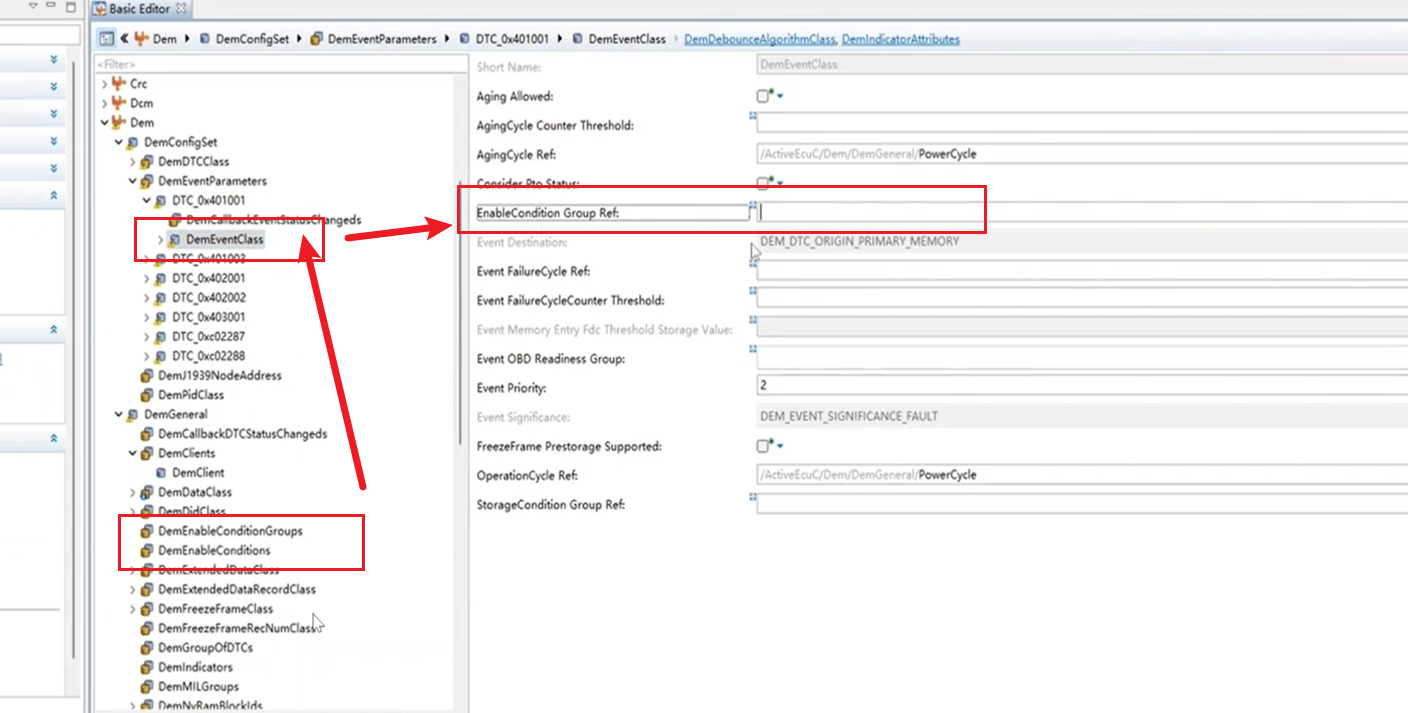 Basic Editor
Dem DemConfigSet DemEventParameters DTC_0x401001 DemEventClass DemDebounceAlgorithmClass, DemIndicatorAttributes
<Filter>
Crc
Dcm
Dem
DemConfigSet
DemDTCClass
DemEventParameters
DTC_0x401001
DemCallbackEventStatusChangeds
DemEventClass
DTC_0x401003
DTC_0x402001
DTC_0x402002
DTC_0x403001
DTC_0xc02287
DTC_0xc02288
DemJ1939NodeAddress
DemPidClass
DemGeneral
DemCallbackDTCStatusChangeds
DemClients
DemClient
DemDataClass
DemDidClass
DemEnableConditionGroups
DemEnableConditions
DemExtendedDataClass
DemExtendedDataRecordClass
DemFreezeFrameClass
DemFreezeFrameRecNumClass
DemGroupOfDTCs
DemIndicators
DemMILGroups
DemNvRamBlockIds
Short Name: DemEventClass
Aging Allowed:
AgingCycle Counter Threshold:
AgingCycle Ref: /ActiveEcuC/Dem/DemGeneral/PowerCycle
Consider Pto Status:
EnableCondition Group Ref:
Event Destination: DEM_DTC_ORIGIN_PRIMARY_MEMORY
Event FailureCycle Ref:
Event FailureCycleCounter Threshold:
Event Memory Entry Fdc Threshold Storage Value:
Event OBD Readiness Group:
Event Priority: 2
Event Significance: DEM_EVENT_SIGNIFICANCE_FAULT
FreezeFrame Prestorage Supported:
OperationCycle Ref: /ActiveEcuC/Dem/DemGeneral/PowerCycle
StorageCondition Group Ref: